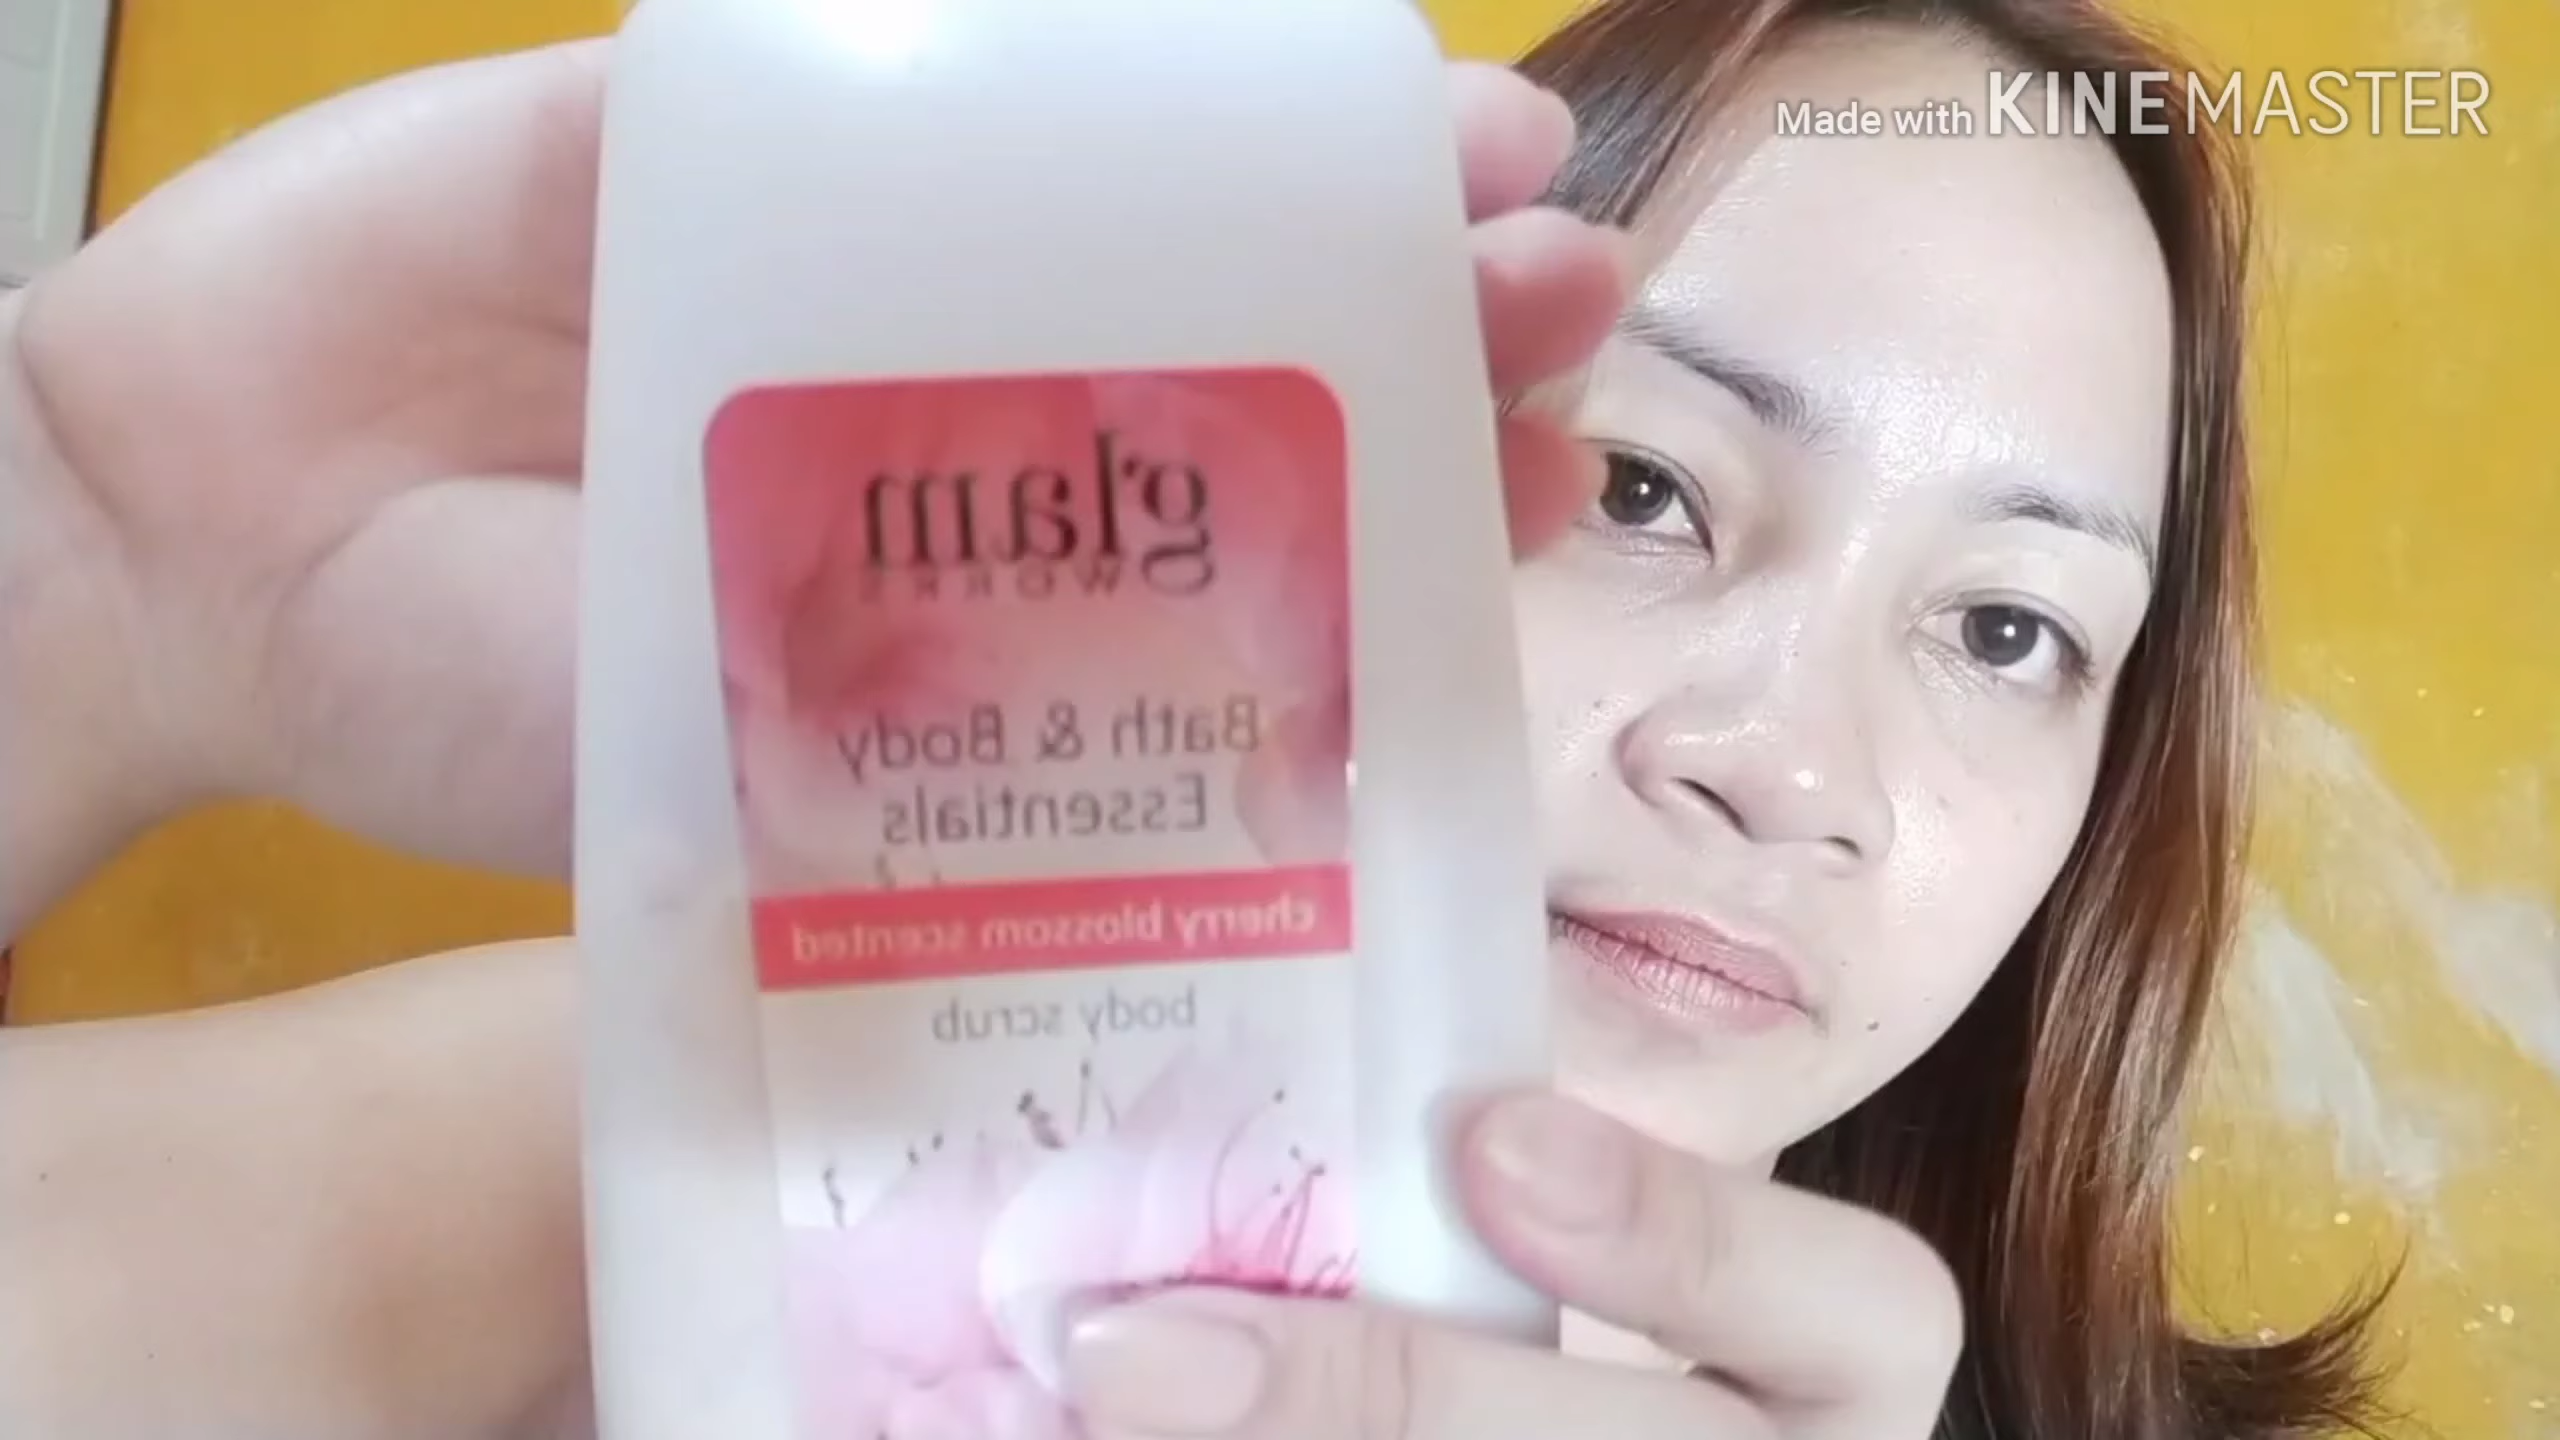 Made with KINEMASTER
glam
WORKS
Bath & Body
Essentials
cherry blossom scented
body scrub